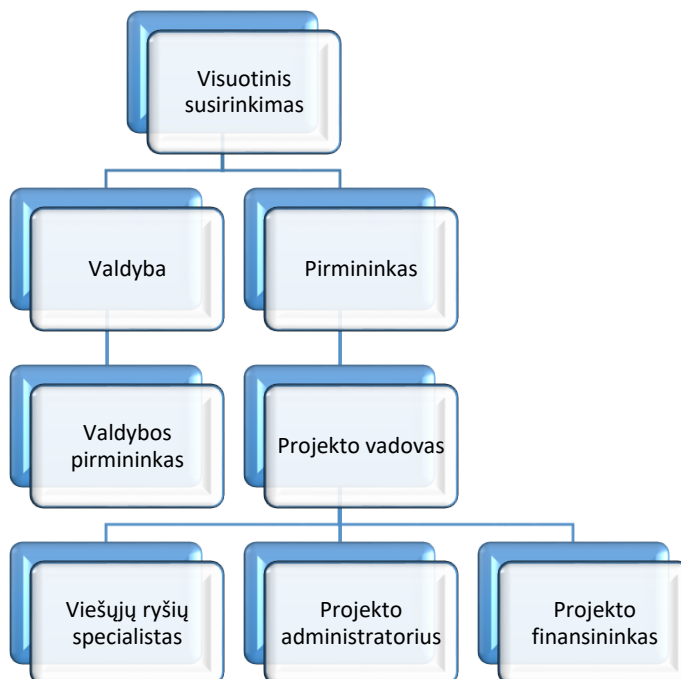 Visuotinis
susirinkimas
Valdyba
Pirmininkas
Valdybos
pirmininkas
Projekto vadovas
Viešųjų ryšių
specialistas
Projekto
administratorius
Projekto
finansininkas